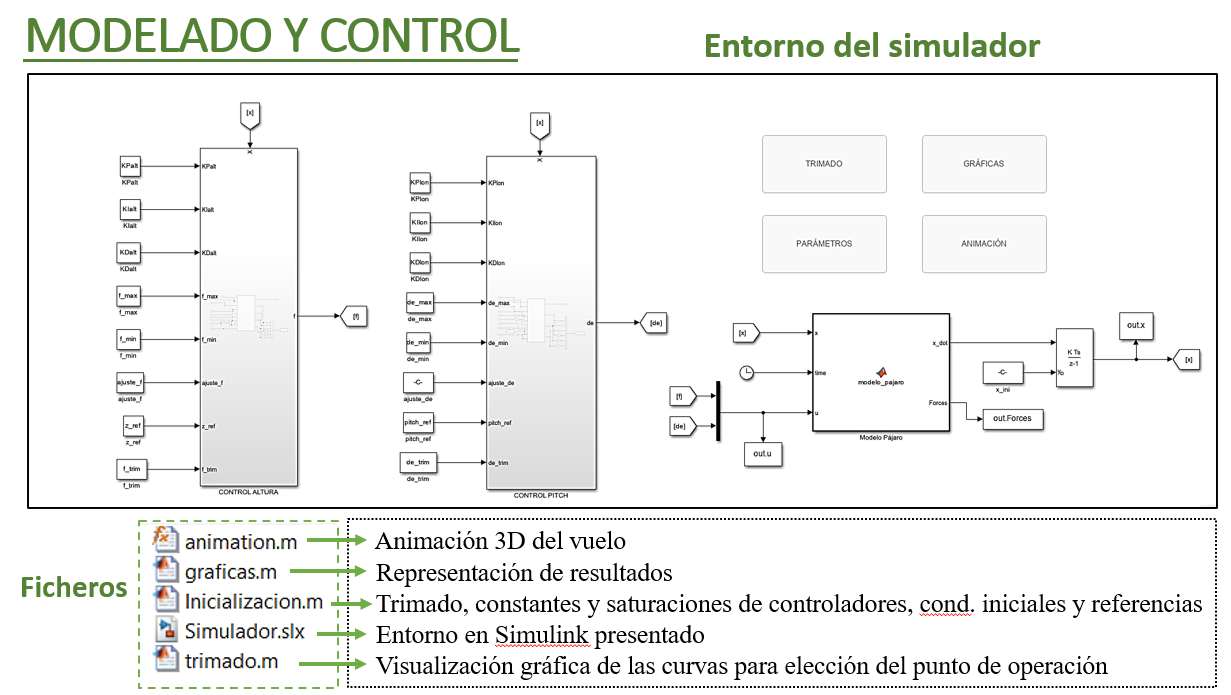 MODELADO Y CONTROL
Entorno del simulador
[x]
x
KPalt
KPalt
KPalt
KIalt
KIalt
KIalt
KDalt
KDalt
KDalt
f_max
f_max
f_max
f_min
f_min
f_min
ajuste_f
ajuste_f
ajuste_f
z_ref
z_ref
z_ref
f_trim
f_trim
f_trim
f
[f]
CONTROL ALTURA
[x]
x
KPlon
KPlon
KPlon
KIlon
KIlon
KIlon
KDlon
KDlon
KDlon
de_max
de_max
de_max
de_min
de_min
de_min
-C-
ajuste_de
ajuste_de
pitch_ref
pitch_ref
pitch_ref
de_trim
de_trim
de_trim
de
[de]
CONTROL PITCH
TRIMADO
GRÁFICAS
PARÁMETROS
ANIMACIÓN
[x]
x
time
[f]
[de]
u
out.u
modelo_pajaro
x_dot
Forces
Modelo Pájaro
-C-
x_ini
out.Forces
K Ts
z-1
Yo
out.x
[x]
Ficheros
animation.m
Animación 3D del vuelo
graficas.m
Representación de resultados
Inicializacion.m
Trimado, constantes y saturaciones de controladores, cond. iniciales y referencias
Simulador.slx
Entorno en Simulink presentado
trimado.m
Visualización gráfica de las curvas para elección del punto de operación